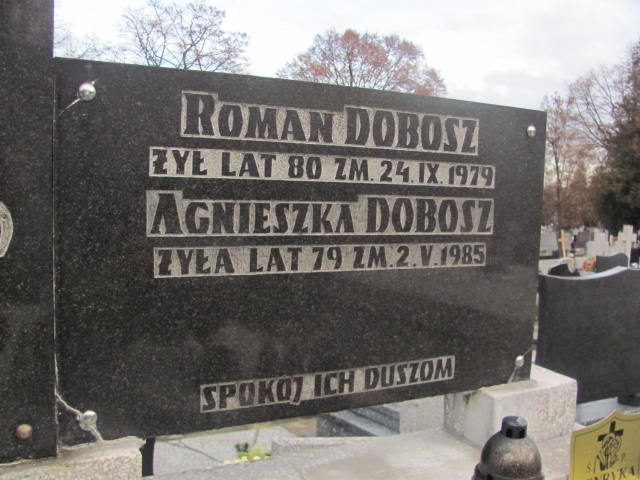 ROMAN DOBOSZ
ŻYŁ LAT 80 ZM. 24.IX.1979
AGNIESZKA DOBOSZ
ŻYŁA LAT 79 ZM. 2.V.1985
SPOKÓJ ICH DUSZOM
Ś P